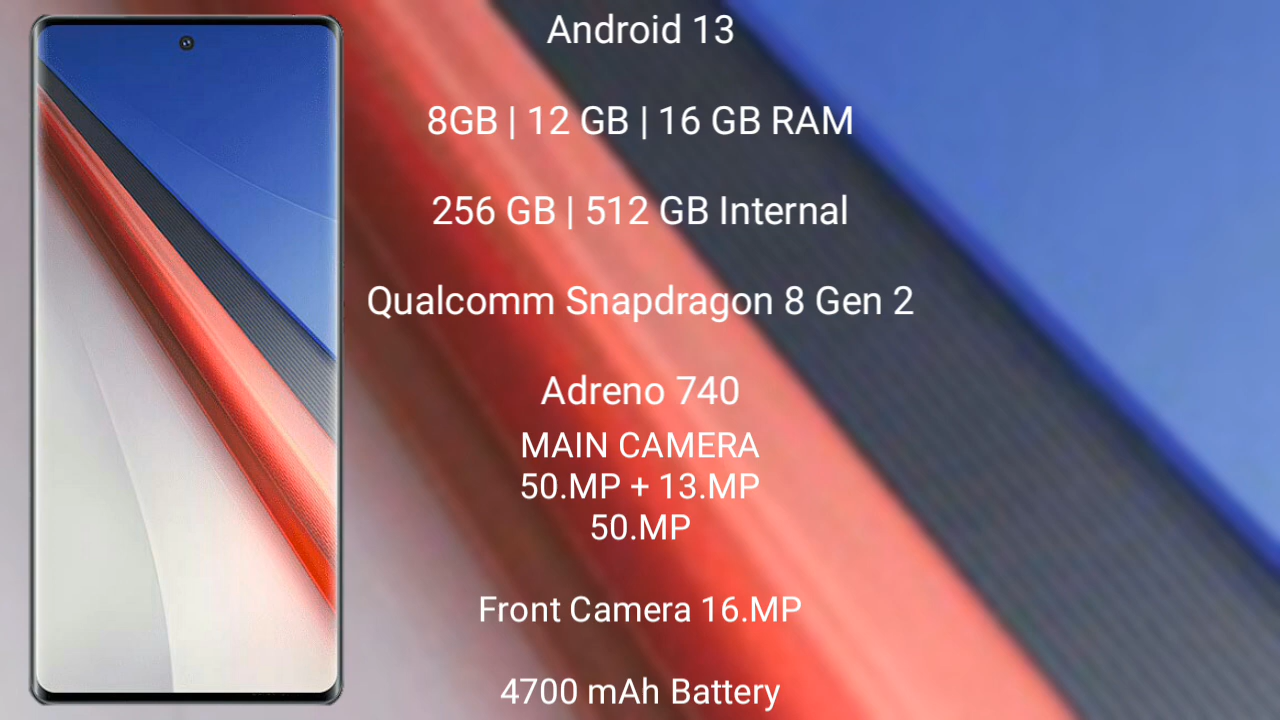 Android 13
8GB | 12 GB | 16 GB RAM
256 GB | 512 GB Internal
Qualcomm Snapdragon 8 Gen 2
Adreno 740
MAIN CAMERA
50.MP + 13.MP
50.MP
Front Camera 16.MP
4700 mAh Battery